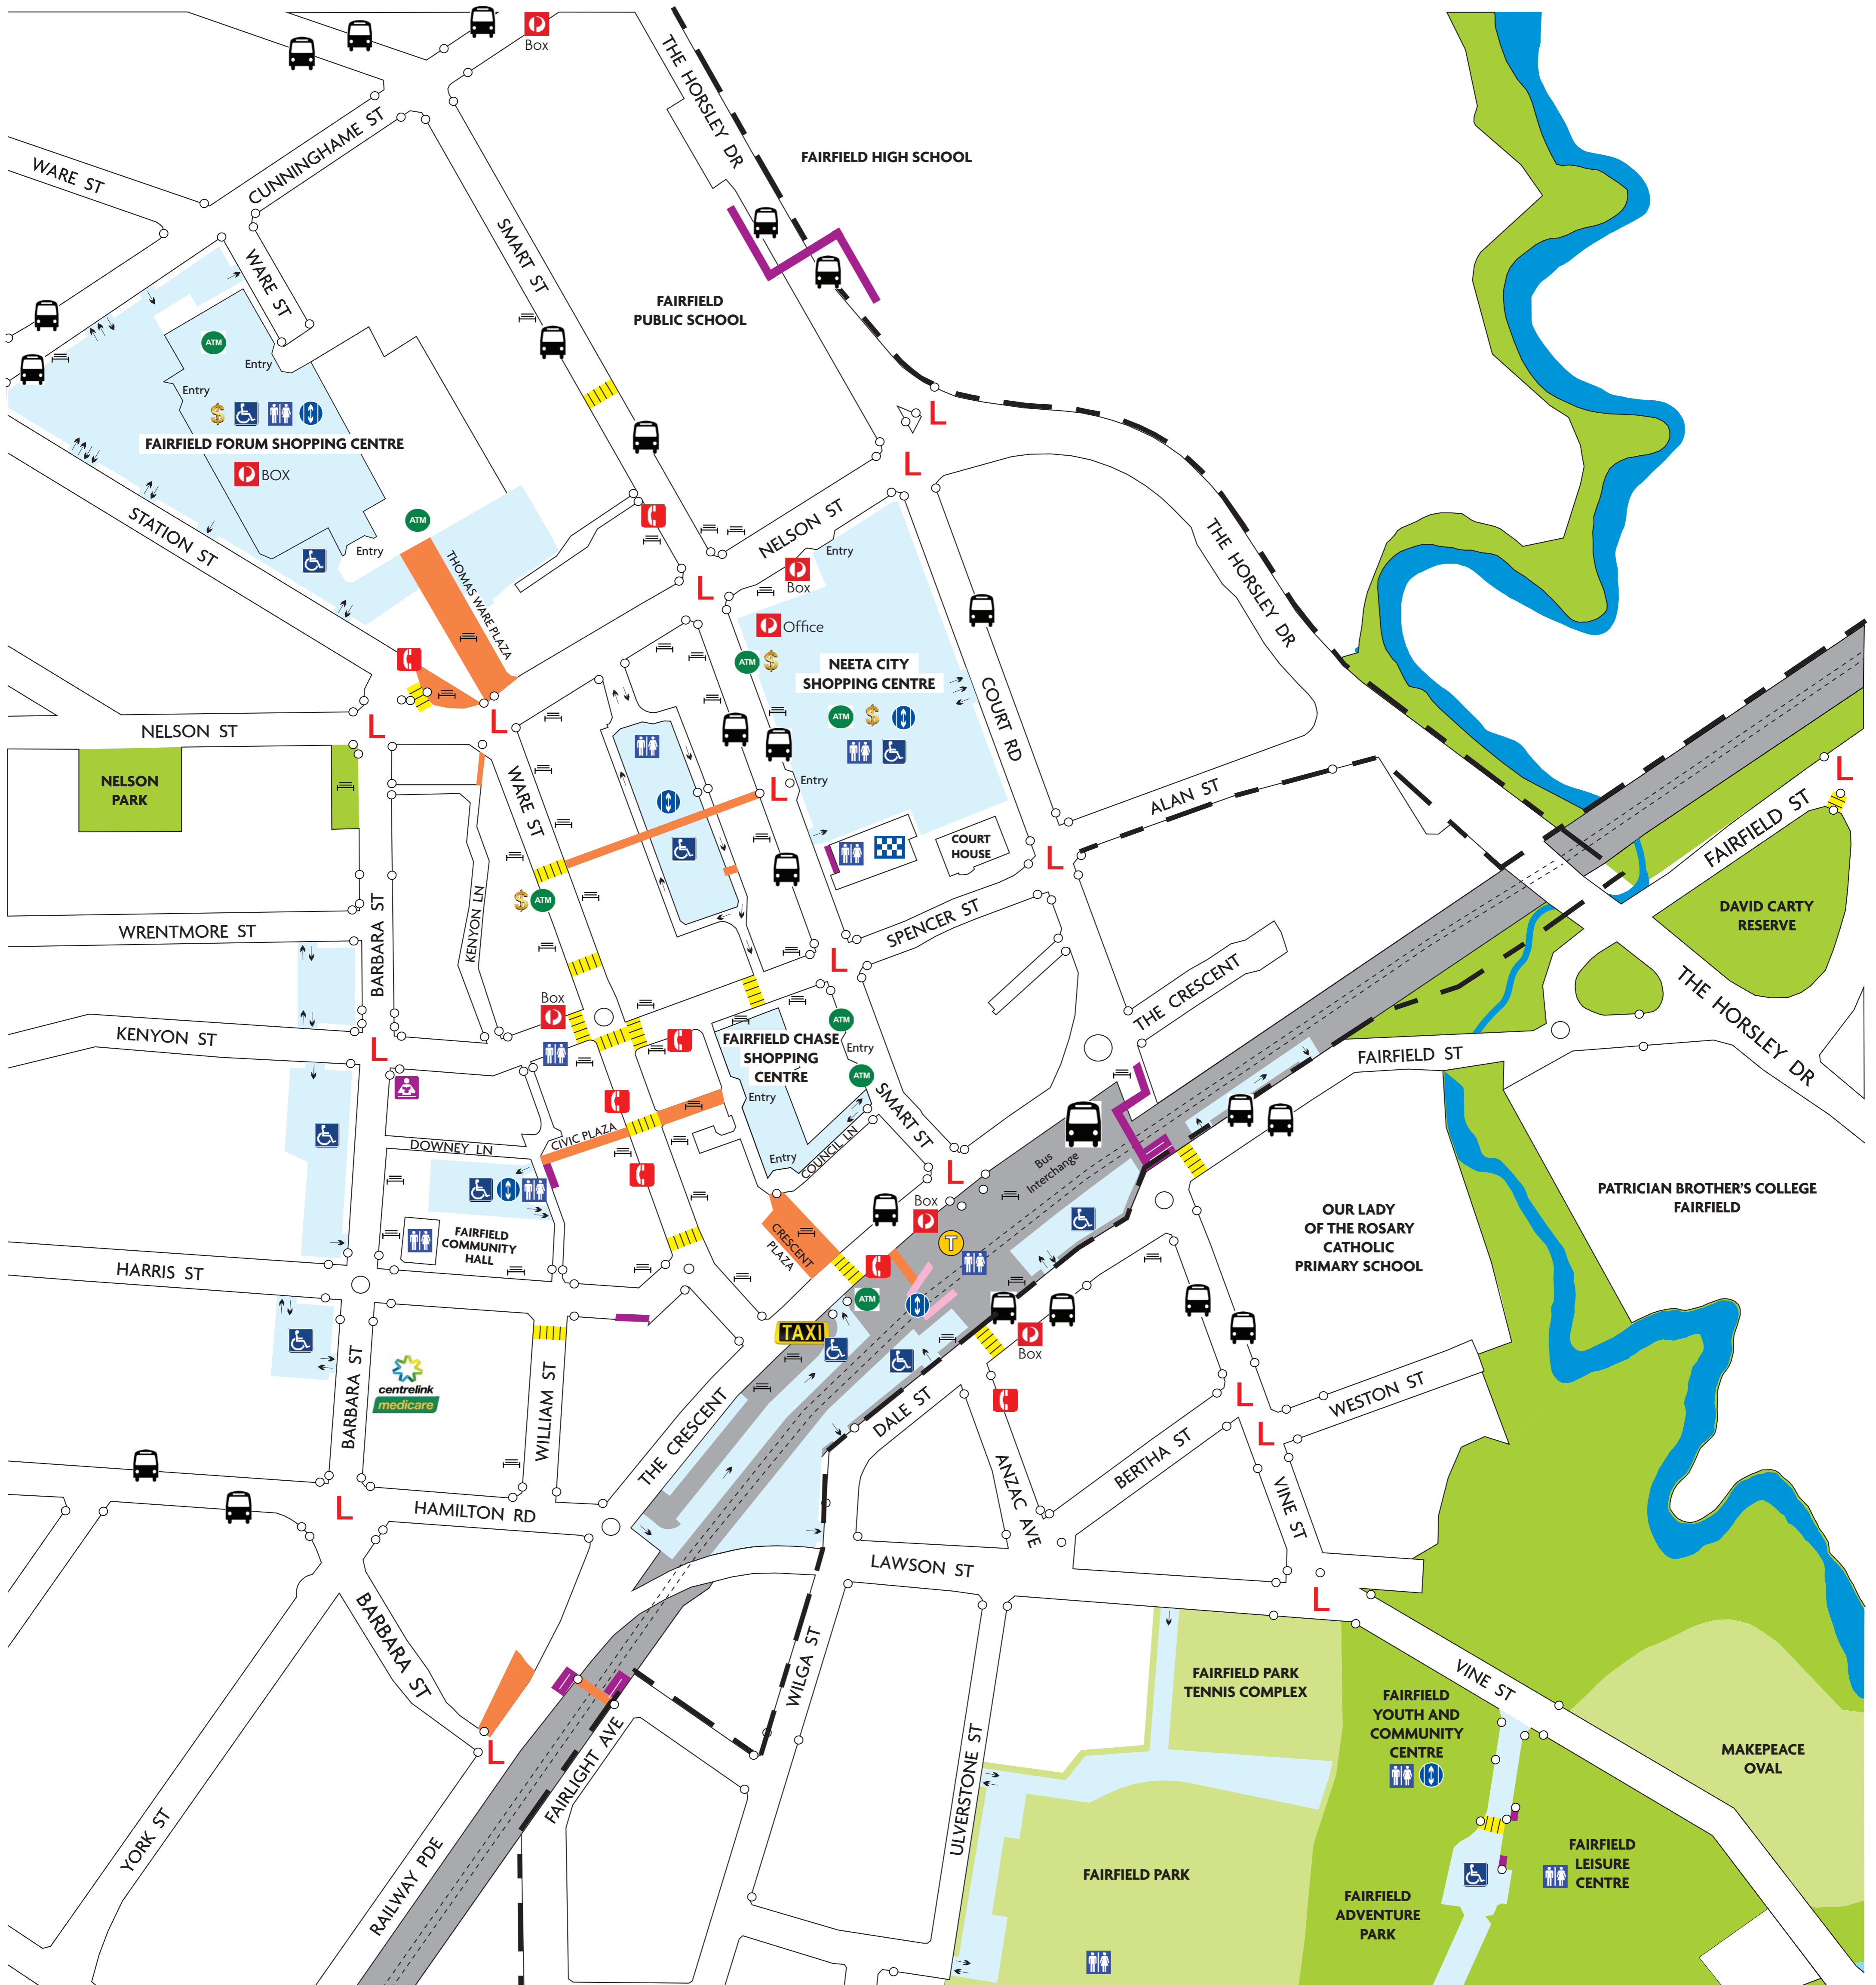 Box
THE HORSLEY DR
FAIRFIELD HIGH SCHOOL
CUNNINGHAME ST
WARE ST
SMART ST
WARE ST
FAIRFIELD
PUBLIC SCHOOL
ATM
Entry
Entry
$
FAIRFIELD FORUM SHOPPING CENTRE
BOX
L
L
STATION ST
ATM
Entry
THOMAS WARE PLAZA
NELSON ST
Entry
Box
L
Office
THE HORSLEY DR
ATM $
NEETA CITY
SHOPPING CENTRE
ATM $
COURT RD
NELSON ST
L
L
NELSON
PARK
WARE ST
Entry
L
ALAN ST
L
FAIRFIELD ST
COURT
HOUSE
L
$ ATM
KENYON LN
BARBARA ST
WRENTMORE ST
SPENCER ST
L
DAVID CARTY
RESERVE
THE HORSLEY DR
THE CRESCENT
Box
KENYON ST
L
FAIRFIELD CHASE
SHOPPING
CENTRE
ATM
Entry
ATM
Entry
FAIRFIELD ST
SMART ST
DOWNEY LN
CIVIC PLAZA
COUNCIL LN
Entry
L
Bus
Interchange
PATRICIAN BROTHER'S COLLEGE
FAIRFIELD
OUR LADY
OF THE ROSARY
CATHOLIC
PRIMARY SCHOOL
FAIRFIELD
COMMUNITY
HALL
CRESCENT
PLAZA
Box
T
HARRIS ST
ATM
TAXI
Box
BARBARA ST
centrelink
medicare
WILLIAM ST
THE CRESCENT
DALE ST
L
L
WESTON ST
BERTHA ST
ANZAC AVE
VINE ST
L
HAMILTON RD
LAWSON ST
L
BARBARA ST
WILGA ST
L
FAIRLIGHT AVE
RAILWAY PDE
YORK ST
ULVERSTONE ST
FAIRFIELD PARK
TENNIS COMPLEX
VINE ST
FAIRFIELD
YOUTH AND
COMMUNITY
CENTRE
MAKEPEACE
OVAL
FAIRFIELD PARK
FAIRFIELD
LEISURE
CENTRE
FAIRFIELD
ADVENTURE
PARK